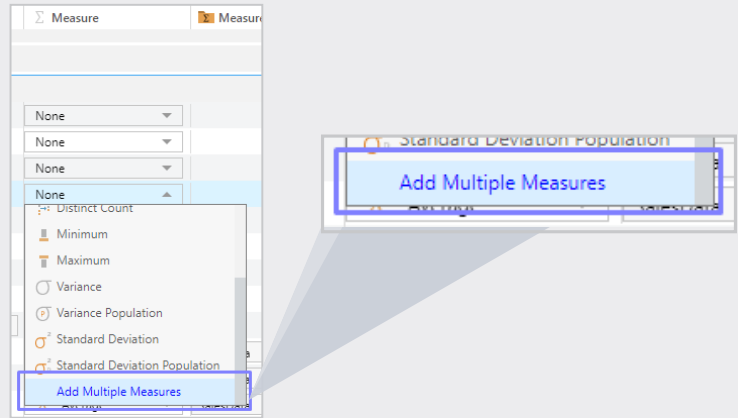 Measure
Measure
None
None
None
None
Distinct Count
Minimum
Maximum
Variance
Variance Population
Standard Deviation
Standard Deviation Population
Add Multiple Measures
Standard Deviation Population
Add Multiple Measures